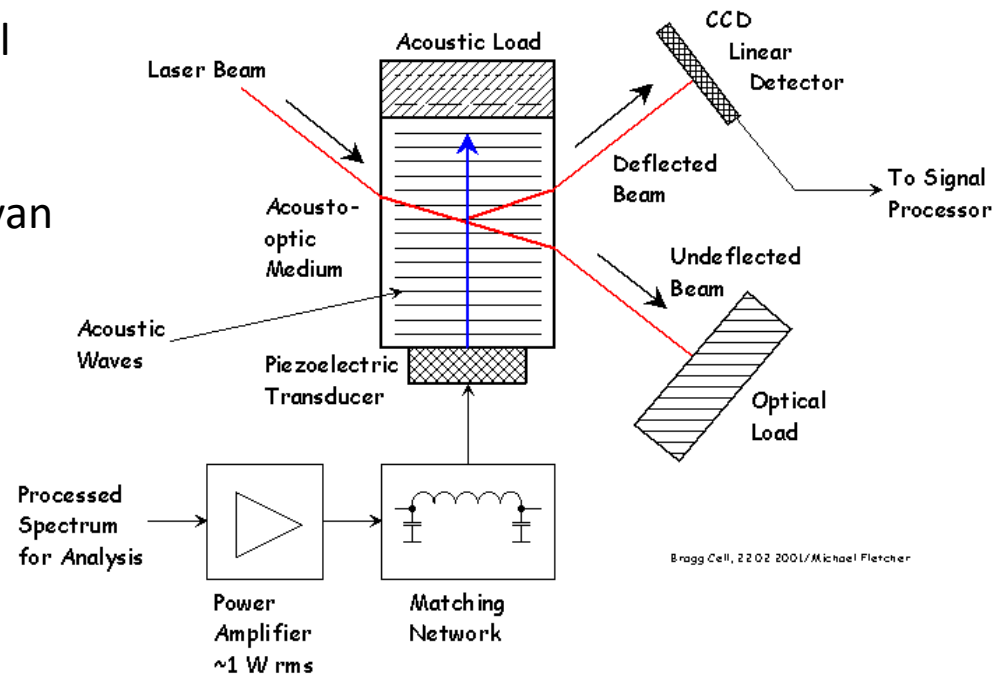 l
yan
Acoustic Load
Laser Beam
CCD
Linear
Detector
Deflected
Beam
To Signal
Processor
Acousto-
optic
Medium
Undeflected
Beam
Acoustic
Waves
Piezoelectric
Transducer
Optical
Load
Processed
Spectrum
for Analysis
Bragg Cell, 22 02 2001/Michael Fletcher
Power
Amplifier
~1 W rms
Matching
Network